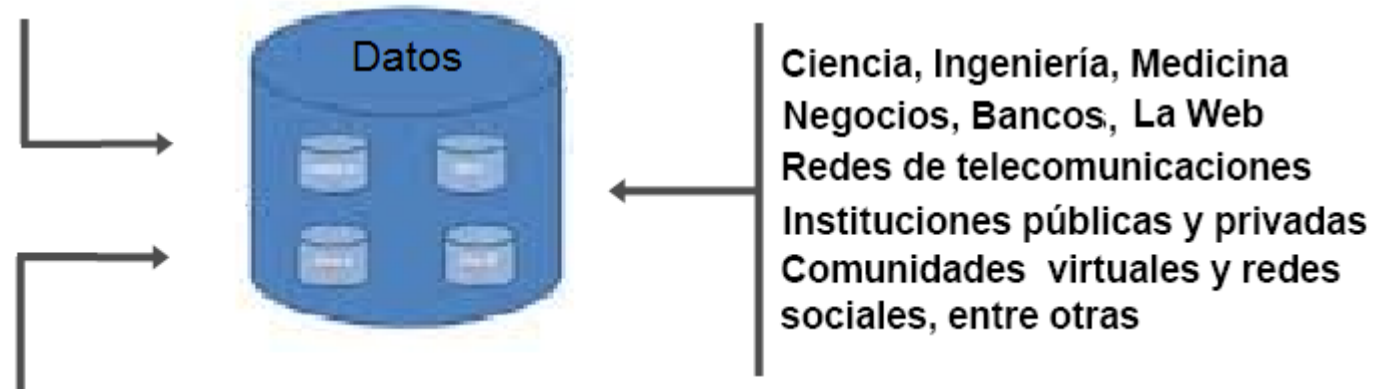 Datos
Ciencia, Ingeniería, Medicina
Negocios, Bancos, La Web
Redes de telecomunicaciones
Instituciones públicas y privadas
Comunidades virtuales y redes
sociales, entre otras